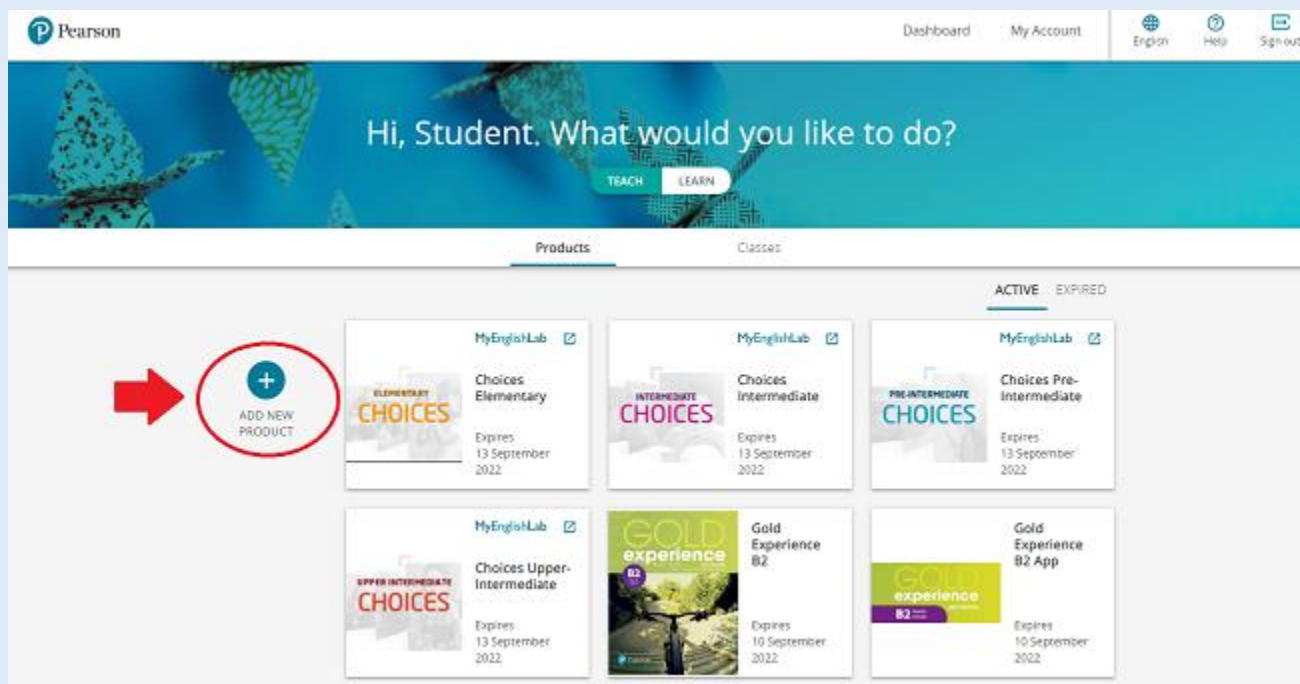 Pearson
Dashboard
My Account
English
Help
Sign out
Hi, Student. What would you like to do?
TEACH
LEARN
Products
Classes
ACTIVE
EXPIRED
ADD NEW
PRODUCT
MyEnglishLab
ELEMENTARY
CHOICES
Choices
Elementary
Expires
13 September
2022
MyEnglishLab
INTERMEDIATE
CHOICES
Choices
Intermediate
Expires
13 September
2022
MyEnglishLab
PRE-INTERMEDIATE
CHOICES
Choices Pre-
Intermediate
Expires
13 September
2022
MyEnglishLab
UPPER INTERMEDIATE
CHOICES
Choices Upper-
Intermediate
Expires
13 September
2022
GOLD
experience
B2
Gold
Experience
B2
Expires
10 September
2022
GOLD
experience
B2
Gold
Experience
B2 App
Expires
10 September
2022